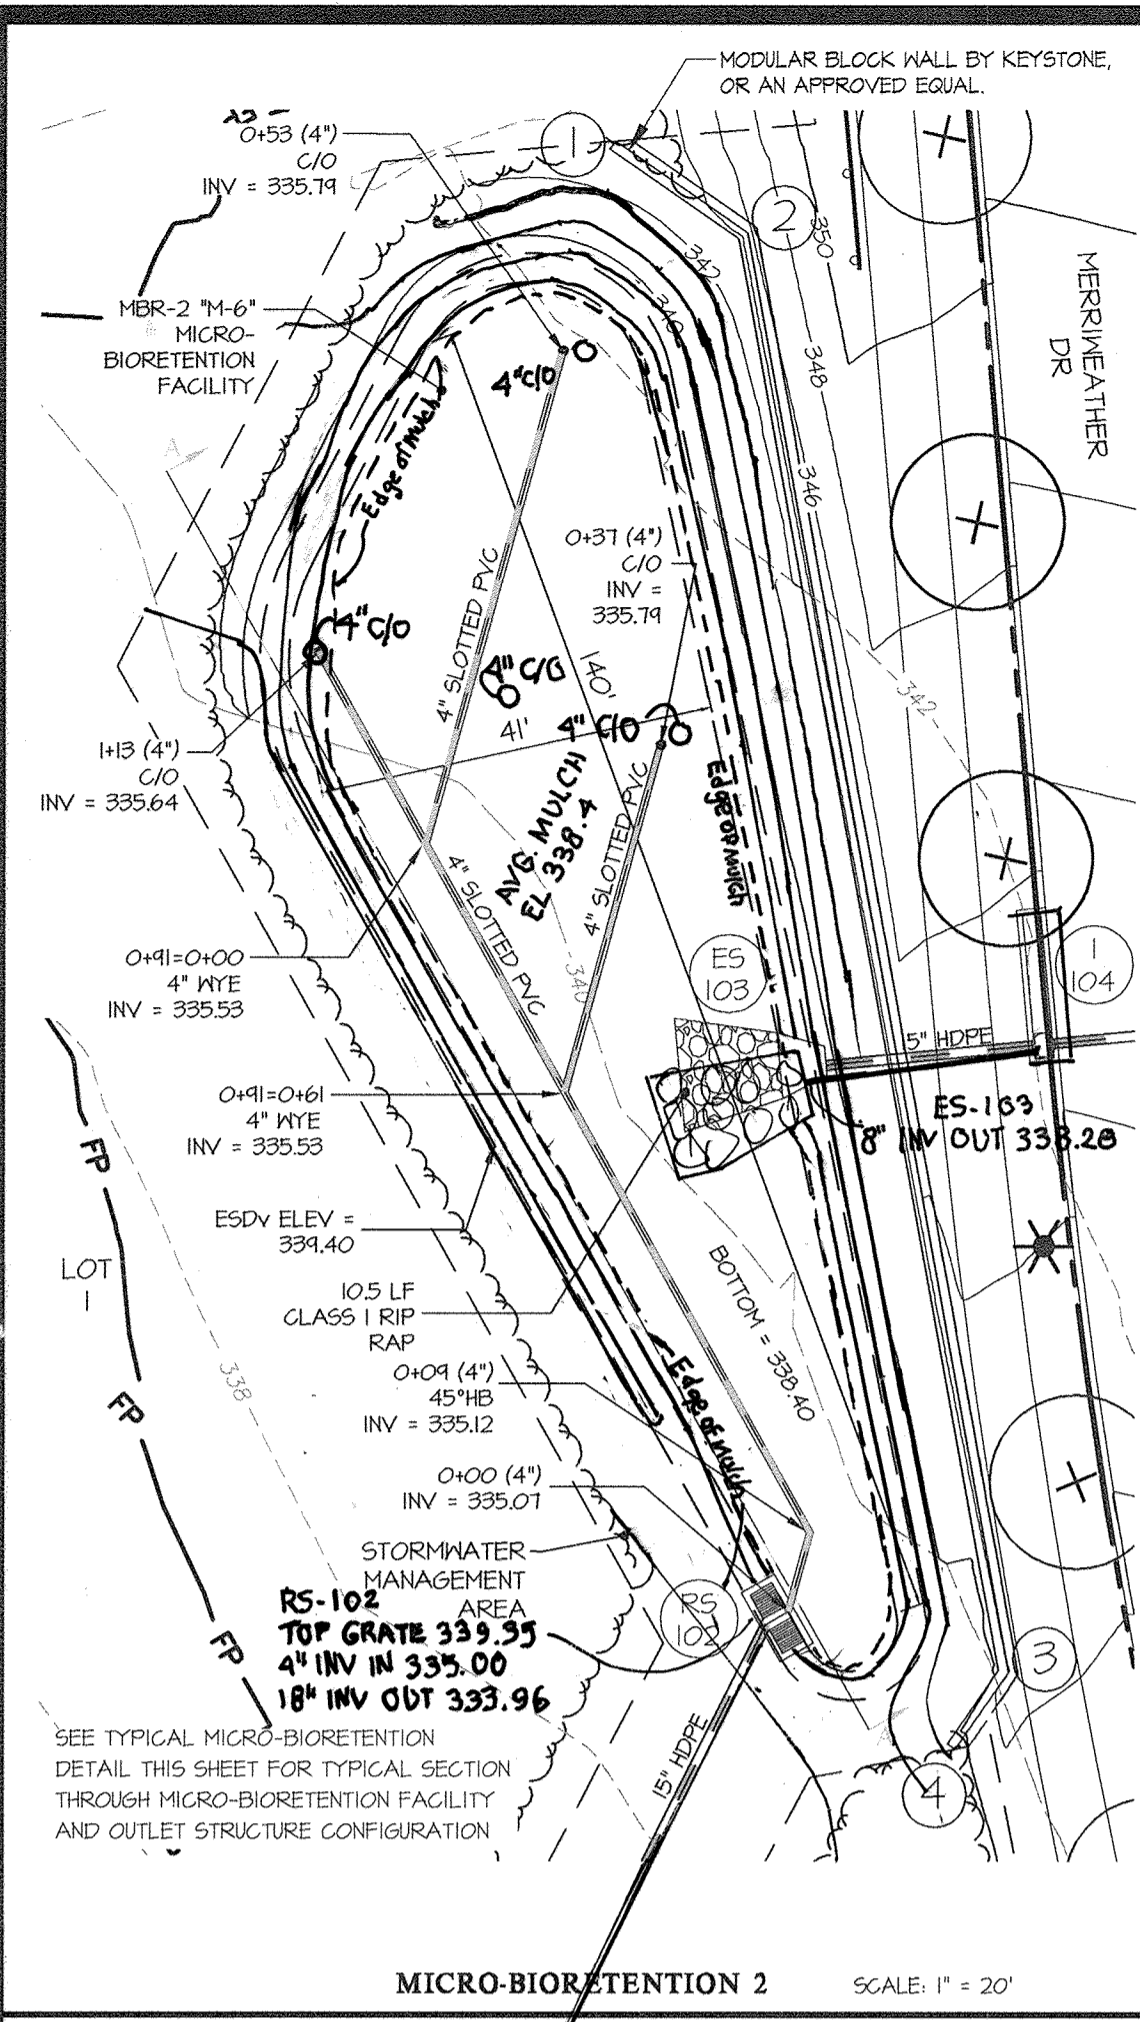 MODULAR BLOCK WALL BY KEYSTONE,
OR AN APPROVED EQUAL.
0+53 (4")
C/O
INV = 335.79
1
2
350
342
340
MERRIWEATHER
DR
MBR-2 "M-6"
MICRO-
BIORETENTION
FACILITY
348
4"C/O
Edge of Mulch
A
346
0+37 (4")
C/O
INV =
335.79
4" SLOTTED PVC
4" C/O
4" C/O
140'
41'
4" C/O
342
1+13 (4")
C/O
INV = 335.64
AVG. MULCH
EL 338.4
4" SLOTTED PVC
Edge of Mulch
4" SLOTTED PVC
0+91=0+00
4" WYE
INV = 335.53
340
ES
103
1
104
5" HDPE
0+91=0+61
4" WYE
INV = 335.53
ES-103
8" INV OUT 338.28
FP
ESDv ELEV =
339.40
LOT
1
10.5 LF
CLASS 1 RIP
RAP
BOTTOM = 338.40
338
0+09 (4")
45°HB
INV = 335.12
Edge of Mulch
FP
0+00 (4")
INV = 335.07
STORMWATER
MANAGEMENT
AREA
RS
102
RS-102
TOP GRATE 339.35
4" INV IN 335.00
18" INV OUT 333.96
FP
3
A
SEE TYPICAL MICRO-BIORETENTION
DETAIL THIS SHEET FOR TYPICAL SECTION
THROUGH MICRO-BIORETENTION FACILITY
AND OUTLET STRUCTURE CONFIGURATION
15" HDPE
4
MICRO-BIORETENTION 2
SCALE: 1" = 20'